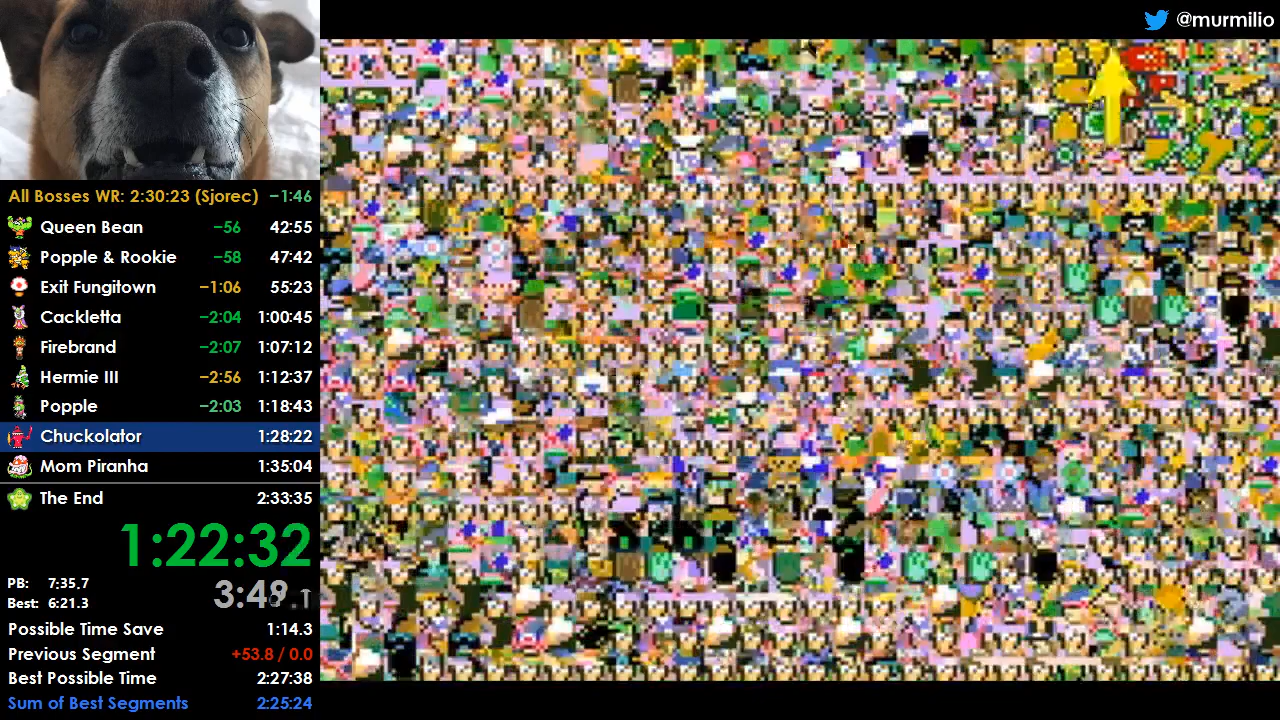 @murmilio
All Bosses WR: 2:30:23 (Sjorec) −1:46
Queen Bean −56 42:55
Popple & Rookie −58 47:42
Exit Fungitown −1:06 55:23
Cackletta −2:04 1:00:45
Firebrand −2:07 1:07:12
Hermie III −2:56 1:12:37
Popple −2:03 1:18:43
Chuckolator 1:28:22
Mom Piranha 1:35:04
The End 2:33:35
1:22:32
PB: 7:35.7
Best: 6:21.3
Possible Time Save 1:14.3
Previous Segment +53.8 / 0.0
Best Possible Time 2:27:38
Sum of Best Segments 2:25:24